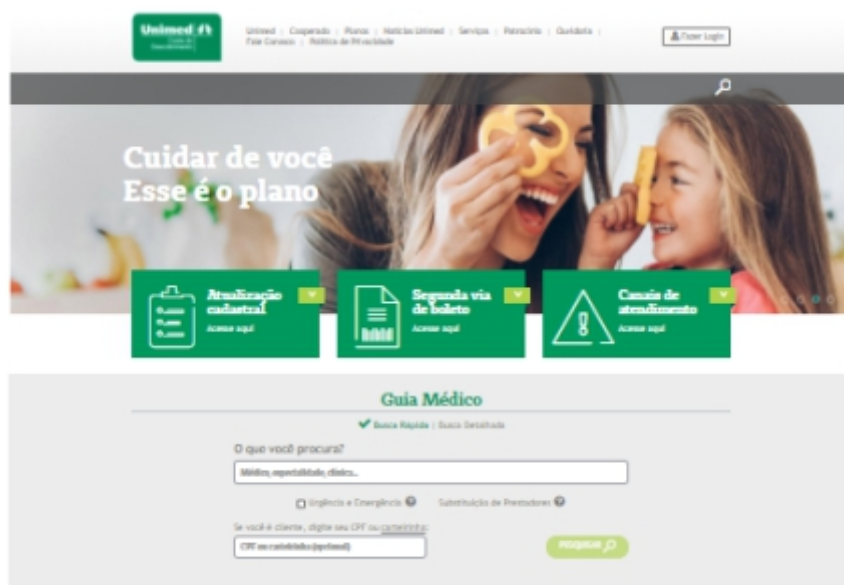 Unimed
Unimed | Cooperado | Planos | Notícias Unimed | Serviços | Patrocínio | Ouvidoria |
Fale Conosco | Política de Privacidade
Fazer Login
Cuidar de você
Esse é o plano
Atualização
cadastral
Acesse aqui
Segunda via
de boleto
Acesse aqui
Canais de
atendimento
Acesse aqui
Guia Médico
Busca Rápida | Busca Detalhada
O que você procura?
Médico, especialidade, clínica...
Urgência e Emergência
Substituição de Prestadores
Se você é cliente, digite seu CPF ou carteirinha:
CPF ou carteirinha (opcional)
PESQUISAR